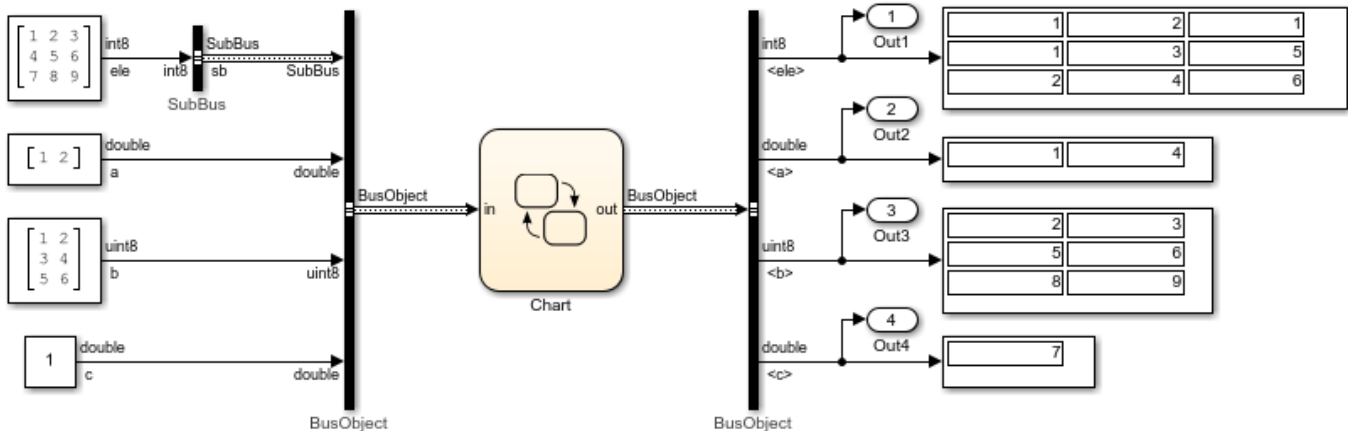 1 2 3
4 5 6
7 8 9
int8
ele
int8
SubBus
sb
SubBus
SubBus
[ 1 2 ]
double
a
double
1 2
3 4
5 6
uint8
b
uint8
1
double
c
double
BusObject
BusObject
in
out
Chart
BusObject
BusObject
int8
<ele>
1
Out1
1 2 1
1 3 5
2 4 6
double
<a>
2
Out2
1 4
uint8
<b>
3
Out3
2 3
5 6
8 9
double
<c>
4
Out4
7